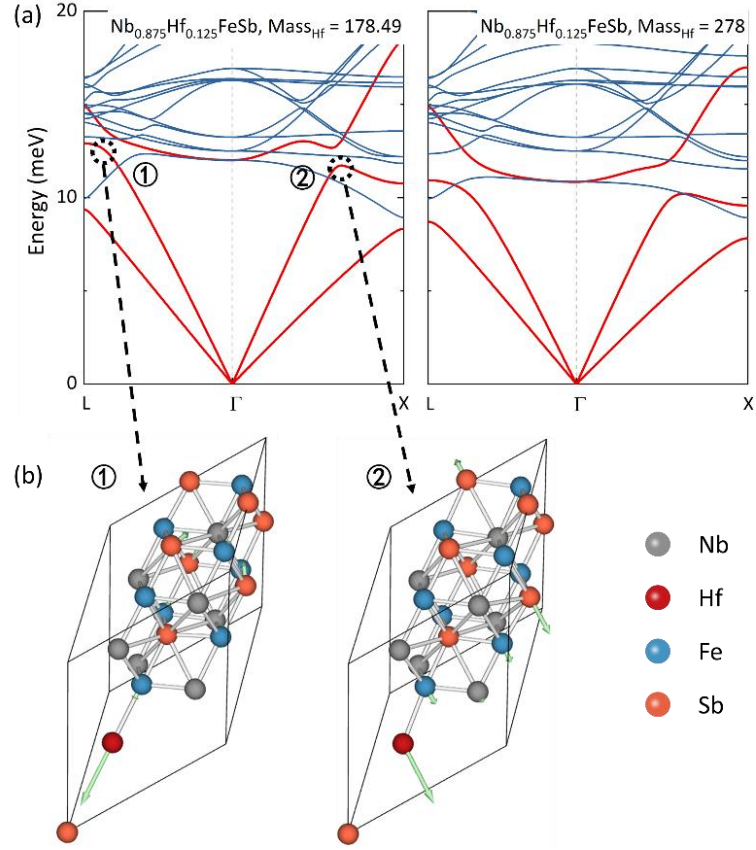 (a)
Nb0.875Hf0.125FeSb, MassHf = 178.49
Nb0.875Hf0.125FeSb, MassHf = 278
20
10
0
Energy (meV)
① ②
L Γ X
L Γ X
(b)
① ②
Nb
Hf
Fe
Sb